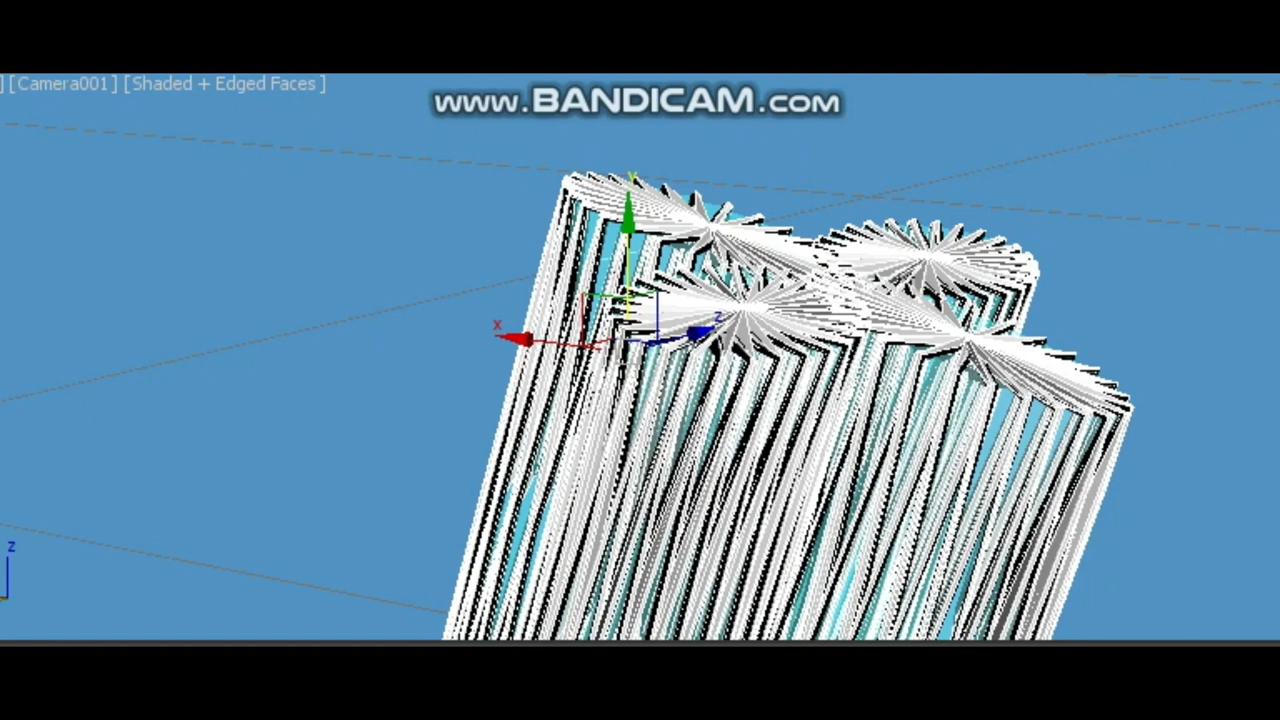 ] [Camera001] [Shaded + Edged Faces ]
www.BANDICAM.com
y
x
z
z